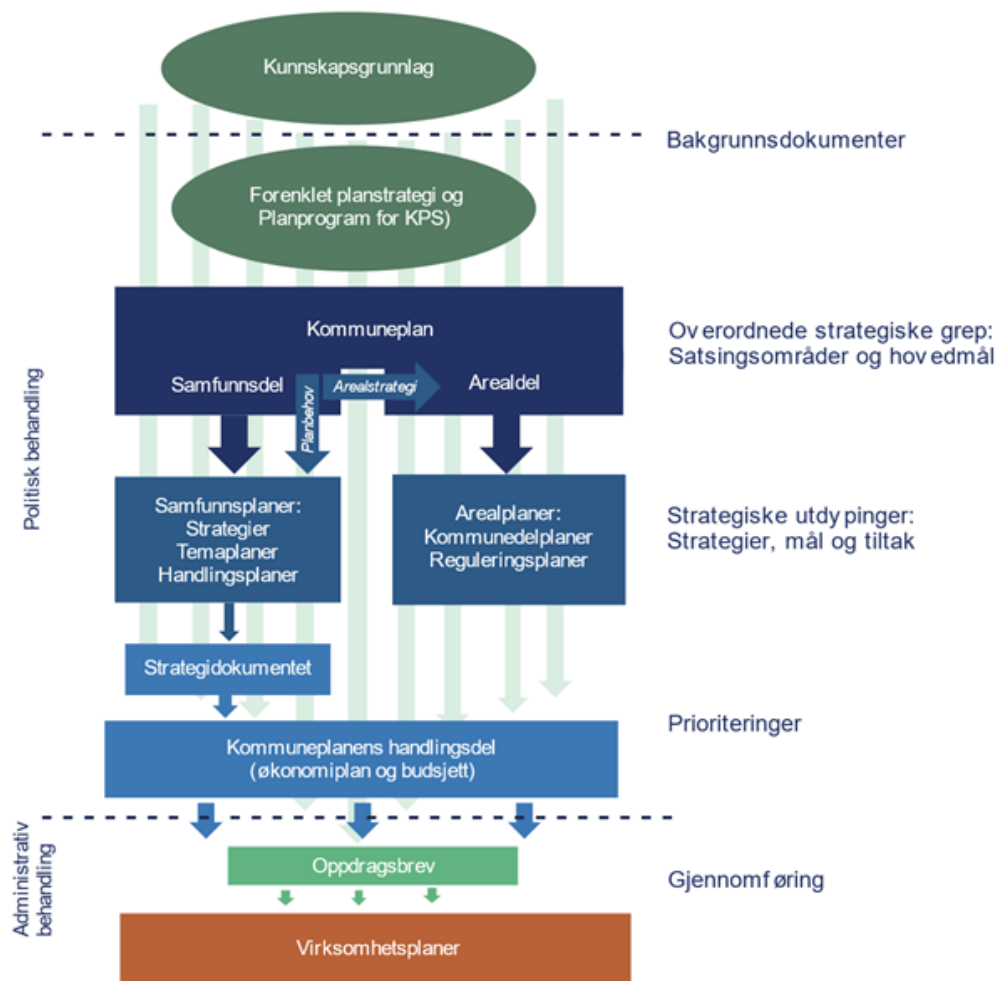 Kunnskapsgrunnlag
Bakgrunnsdokumenter
Forenklet planstrategi og
Planprogram for KPS)
Kommuneplan
Overordnede strategiske grep:
Satsingsområder og hovedmål
Samfunnsdel
Arealstrategi
Arealdel
Planbehov
Politisk behandling
Samfunnsplaner:
Strategier
Temaplaner
Handlingsplaner
Arealplaner:
Kommunedelplaner
Reguleringsplaner
Strategiske utdypinger:
Strategier, mål og tiltak
Strategidokumentet
Kommuneplanens handlingsdel
(økonomiplan og budsjett)
Prioriteringer
Administrativ
behandling
Oppdragsbrev
Gjennomføring
Virksomhetsplaner